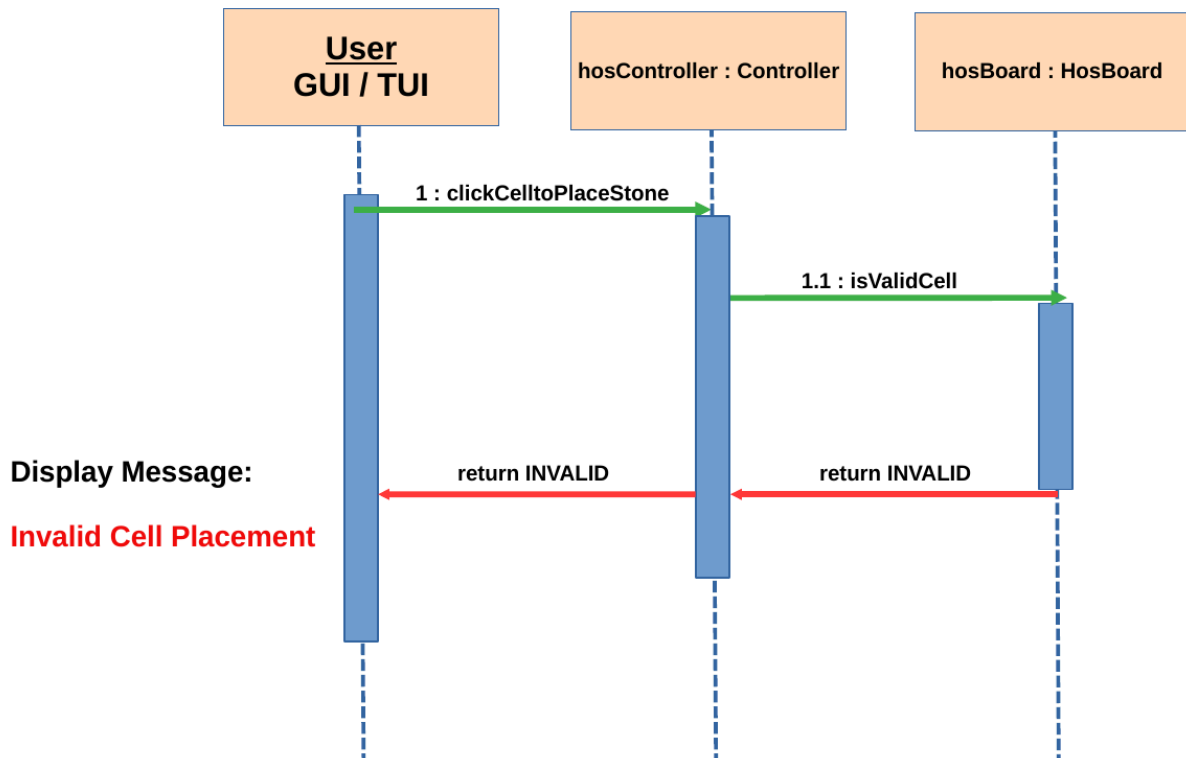 User
GUI / TUI
hosController : Controller
hosBoard : HosBoard
1 : clickCelltoPlaceStone
1.1 : isValidCell
Display Message:
return INVALID
return INVALID
Invalid Cell Placement